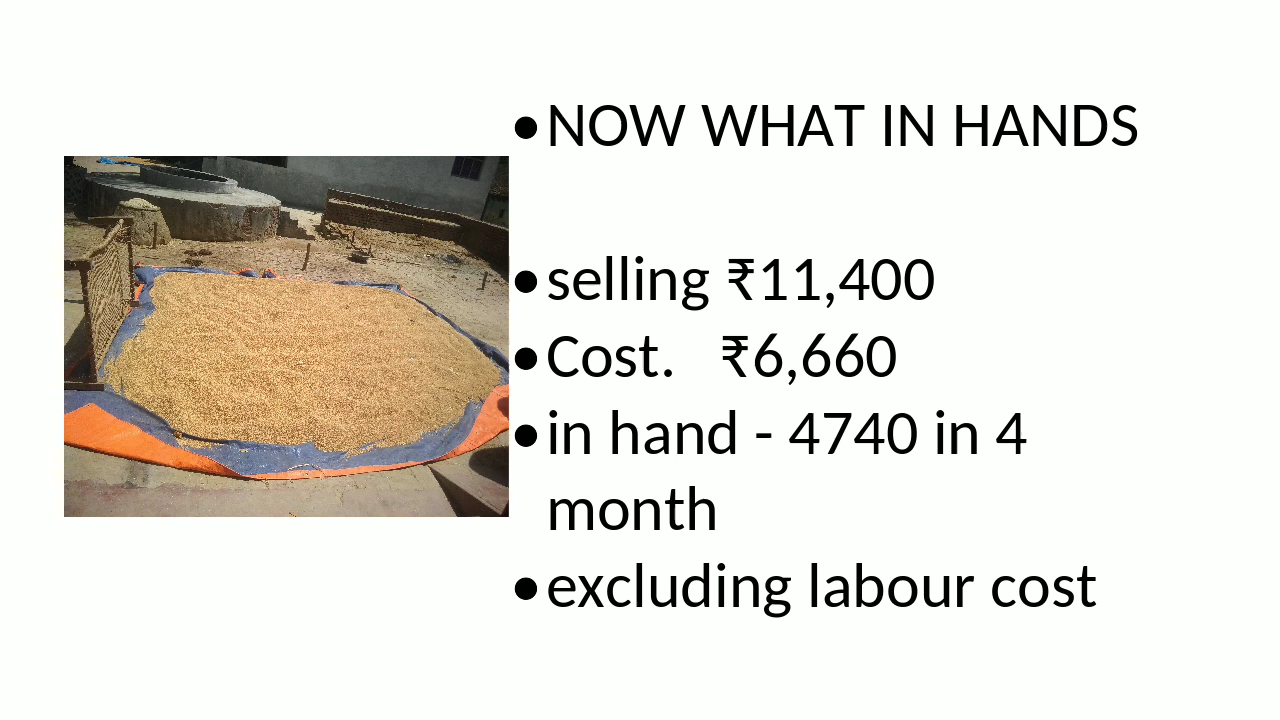 •NOW WHAT IN HANDS
•selling ₹11,400
•Cost. ₹6,660
•in hand - 4740 in 4
month
•excluding labour cost